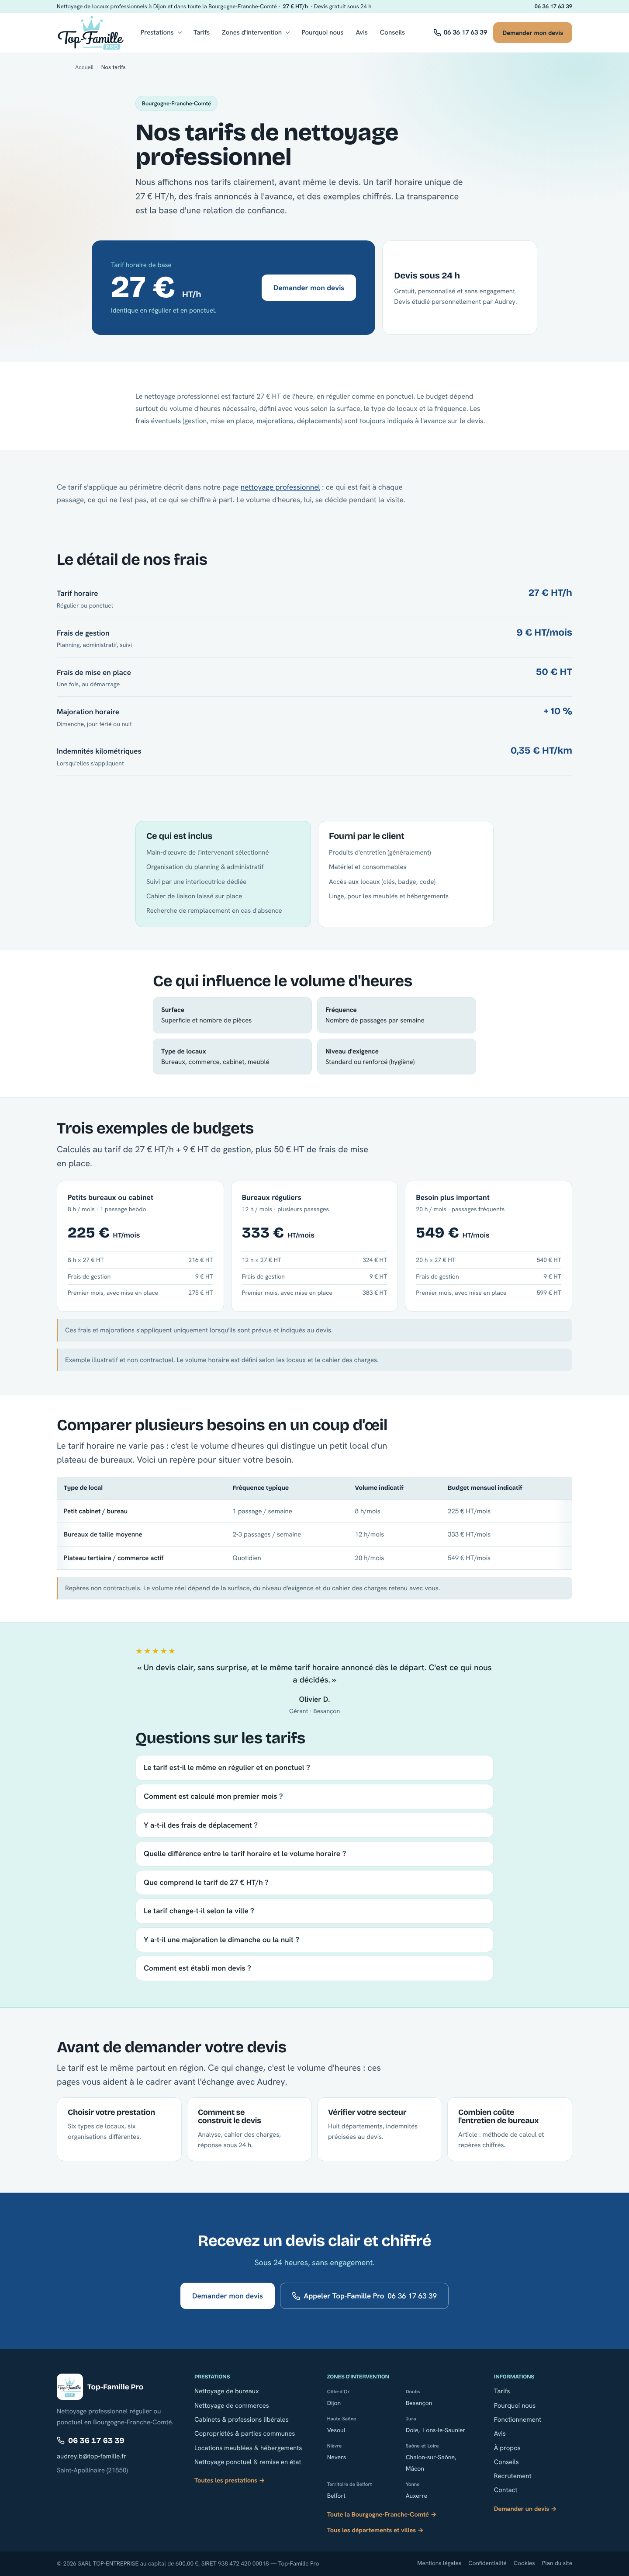 Nettoyage de locaux professionnels à Dijon et dans toute la Bourgogne-Franche-Comté · 27 € HT/h · Devis gratuit sous 24 h
06 36 17 63 39
Top-Famille
PRO
Prestations
Tarifs
Zones d'intervention
Pourquoi nous
Avis
Conseils
06 36 17 63 39
Demander mon devis
Accueil
Nos tarifs
Bourgogne-Franche-Comté
Nos tarifs de nettoyage
professionnel
Nous affichons nos tarifs clairement, avant même le devis. Un tarif horaire unique de
27 € HT/h, des frais annoncés à l'avance, et des exemples chiffrés. La transparence
est la base d'une relation de confiance.
Tarif horaire de base
27 € HT/h
Identique en régulier et en ponctuel.
Demander mon devis
Devis sous 24 h
Gratuit, personnalisé et sans engagement.
Devis étudié personnellement par Audrey.
Le nettoyage professionnel est facturé 27 € HT de l'heure, en régulier comme en ponctuel. Le budget dépend
surtout du volume d'heures nécessaire, défini avec vous selon la surface, le type de locaux et la fréquence. Les
frais éventuels (gestion, mise en place, majorations, déplacements) sont toujours indiqués à l'avance sur le devis.
Ce tarif s'applique au périmètre décrit dans notre page nettoyage professionnel : ce qui est fait à chaque
passage, ce qui ne l'est pas, et ce qui se chiffre à part. Le volume d'heures, lui, se décide pendant la visite.
Le détail de nos frais
Tarif horaire
27 € HT/h
Régulier ou ponctuel
Frais de gestion
9 € HT/mois
Planning, administratif, suivi
Frais de mise en place
50 € HT
Une fois, au démarrage
Majoration horaire
+ 10 %
Dimanche, jour férié ou nuit
Indemnités kilométriques
0,35 € HT/km
Lorsqu'elles s'appliquent
Ce qui est inclus
Main-d'œuvre de l'intervenant sélectionné
Organisation du planning & administratif
Suivi par une interlocutrice dédiée
Cahier de liaison laissé sur place
Recherche de remplacement en cas d'absence
Fourni par le client
Produits d'entretien (généralement)
Matériel et consommables
Accès aux locaux (clés, badge, code)
Linge, pour les meublés et hébergements
Ce qui influence le volume d'heures
Surface
Superficie et nombre de pièces
Fréquence
Nombre de passages par semaine
Type de locaux
Bureaux, commerce, cabinet, meublé
Niveau d'exigence
Standard ou renforcé (hygiène)
Trois exemples de budgets
Calculés au tarif de 27 € HT/h + 9 € HT de gestion, plus 50 € HT de frais de mise
en place.
Petits bureaux ou cabinet
8 h / mois · 1 passage hebdo
225 € HT/mois
8 h × 27 € HT
216 € HT
Frais de gestion
9 € HT
Premier mois, avec mise en place
275 € HT
Bureaux réguliers
12 h / mois · plusieurs passages
333 € HT/mois
12 h × 27 € HT
324 € HT
Frais de gestion
9 € HT
Premier mois, avec mise en place
383 € HT
Besoin plus important
20 h / mois · passages fréquents
549 € HT/mois
20 h × 27 € HT
540 € HT
Frais de gestion
9 € HT
Premier mois, avec mise en place
599 € HT
Ces frais et majorations s'appliquent uniquement lorsqu'ils sont prévus et indiqués au devis.
Exemple illustratif et non contractuel. Le volume horaire est défini selon les locaux et le cahier des charges.
Comparer plusieurs besoins en un coup d'œil
Le tarif horaire ne varie pas : c'est le volume d'heures qui distingue un petit local d'un
plateau de bureaux. Voici un repère pour situer votre besoin.
Type de local
Fréquence typique
Volume indicatif
Budget mensuel indicatif
Petit cabinet / bureau
1 passage / semaine
8 h/mois
225 € HT/mois
Bureaux de taille moyenne
2-3 passages / semaine
12 h/mois
333 € HT/mois
Plateau tertiaire / commerce actif
Quotidien
20 h/mois
549 € HT/mois
Repères non contractuels. Le volume réel dépend de la surface, du niveau d'exigence et du cahier des charges retenu avec vous.
★★★★★
« Un devis clair, sans surprise, et le même tarif horaire annoncé dès le départ. C'est ce qui nous
a décidés. »
Olivier D.
Gérant · Besançon
Questions sur les tarifs
Le tarif est-il le même en régulier et en ponctuel ?
Comment est calculé mon premier mois ?
Y a-t-il des frais de déplacement ?
Quelle différence entre le tarif horaire et le volume horaire ?
Que comprend le tarif de 27 € HT/h ?
Le tarif change-t-il selon la ville ?
Y a-t-il une majoration le dimanche ou la nuit ?
Comment est établi mon devis ?
Avant de demander votre devis
Le tarif est le même partout en région. Ce qui change, c'est le volume d'heures : ces
pages vous aident à le cadrer avant l'échange avec Audrey.
Choisir votre prestation
Six types de locaux, six
organisations différentes.
Comment se
construit le devis
Analyse, cahier des charges,
réponse sous 24 h.
Vérifier votre secteur
Huit départements, indemnités
précisées au devis.
Combien coûte
l'entretien de bureaux
Article : méthode de calcul et
repères chiffrés.
Recevez un devis clair et chiffré
Sous 24 heures, sans engagement.
Demander mon devis
Appeler Top-Famille Pro 06 36 17 63 39
Top-Famille Pro
Nettoyage professionnel régulier ou
ponctuel en Bourgogne-Franche-Comté.
06 36 17 63 39
audrey.b@top-famille.fr
Saint-Apollinaire (21850)
PRESTATIONS
Nettoyage de bureaux
Nettoyage de commerces
Cabinets & professions libérales
Copropriétés & parties communes
Locations meublées & hébergements
Nettoyage ponctuel & remise en état
Toutes les prestations →
ZONES D'INTERVENTION
Côte-d'Or
Dijon
Doubs
Besançon
Haute-Saône
Vesoul
Jura
Dole, Lons-le-Saunier
Nièvre
Nevers
Saône-et-Loire
Chalon-sur-Saône,
Mâcon
Territoire de Belfort
Belfort
Yonne
Auxerre
Toute la Bourgogne-Franche-Comté →
Tous les départements et villes →
INFORMATIONS
Tarifs
Pourquoi nous
Fonctionnement
Avis
À propos
Conseils
Recrutement
Contact
Demander un devis →
© 2026 SARL TOP-ENTREPRISE au capital de 600,00 €, SIRET 938 472 420 00018 — Top-Famille Pro
Mentions légales
Confidentialité
Cookies
Plan du site